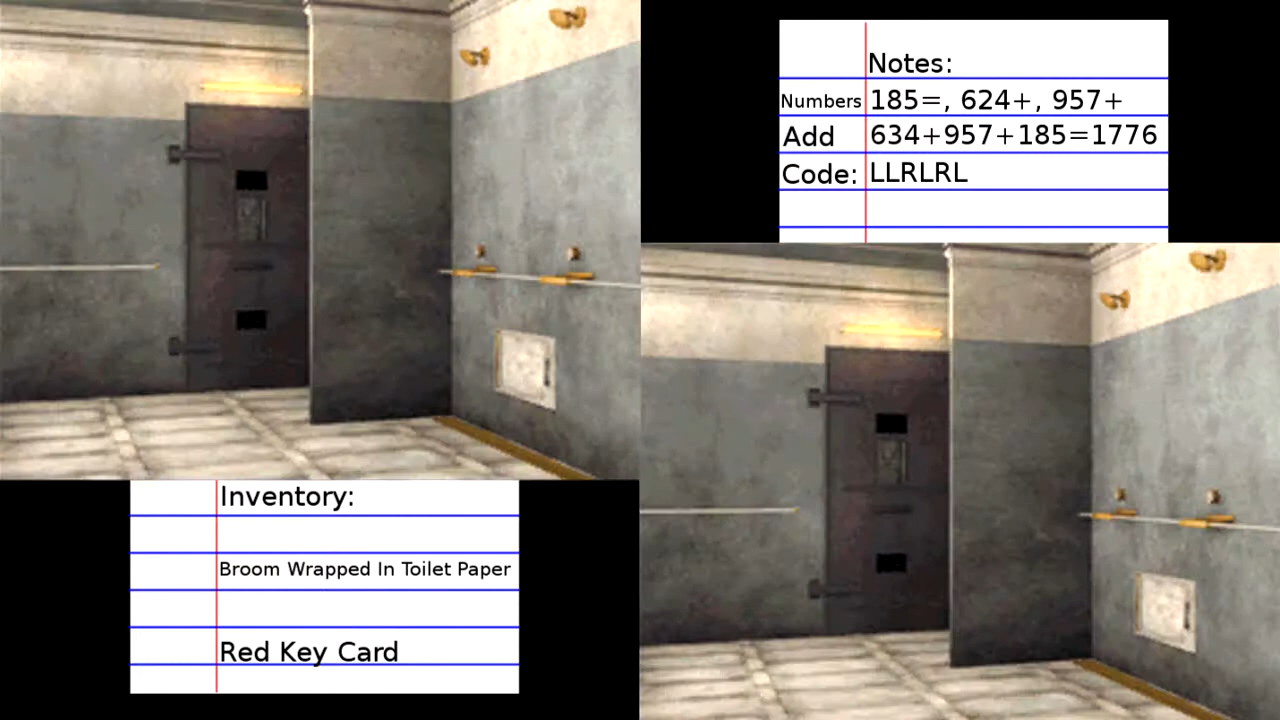 Notes:
Numbers 185=, 624+, 957+
Add 634+957+185=1776
Code: LLRLRL
Inventory:
Broom Wrapped In Toilet Paper
Red Key Card